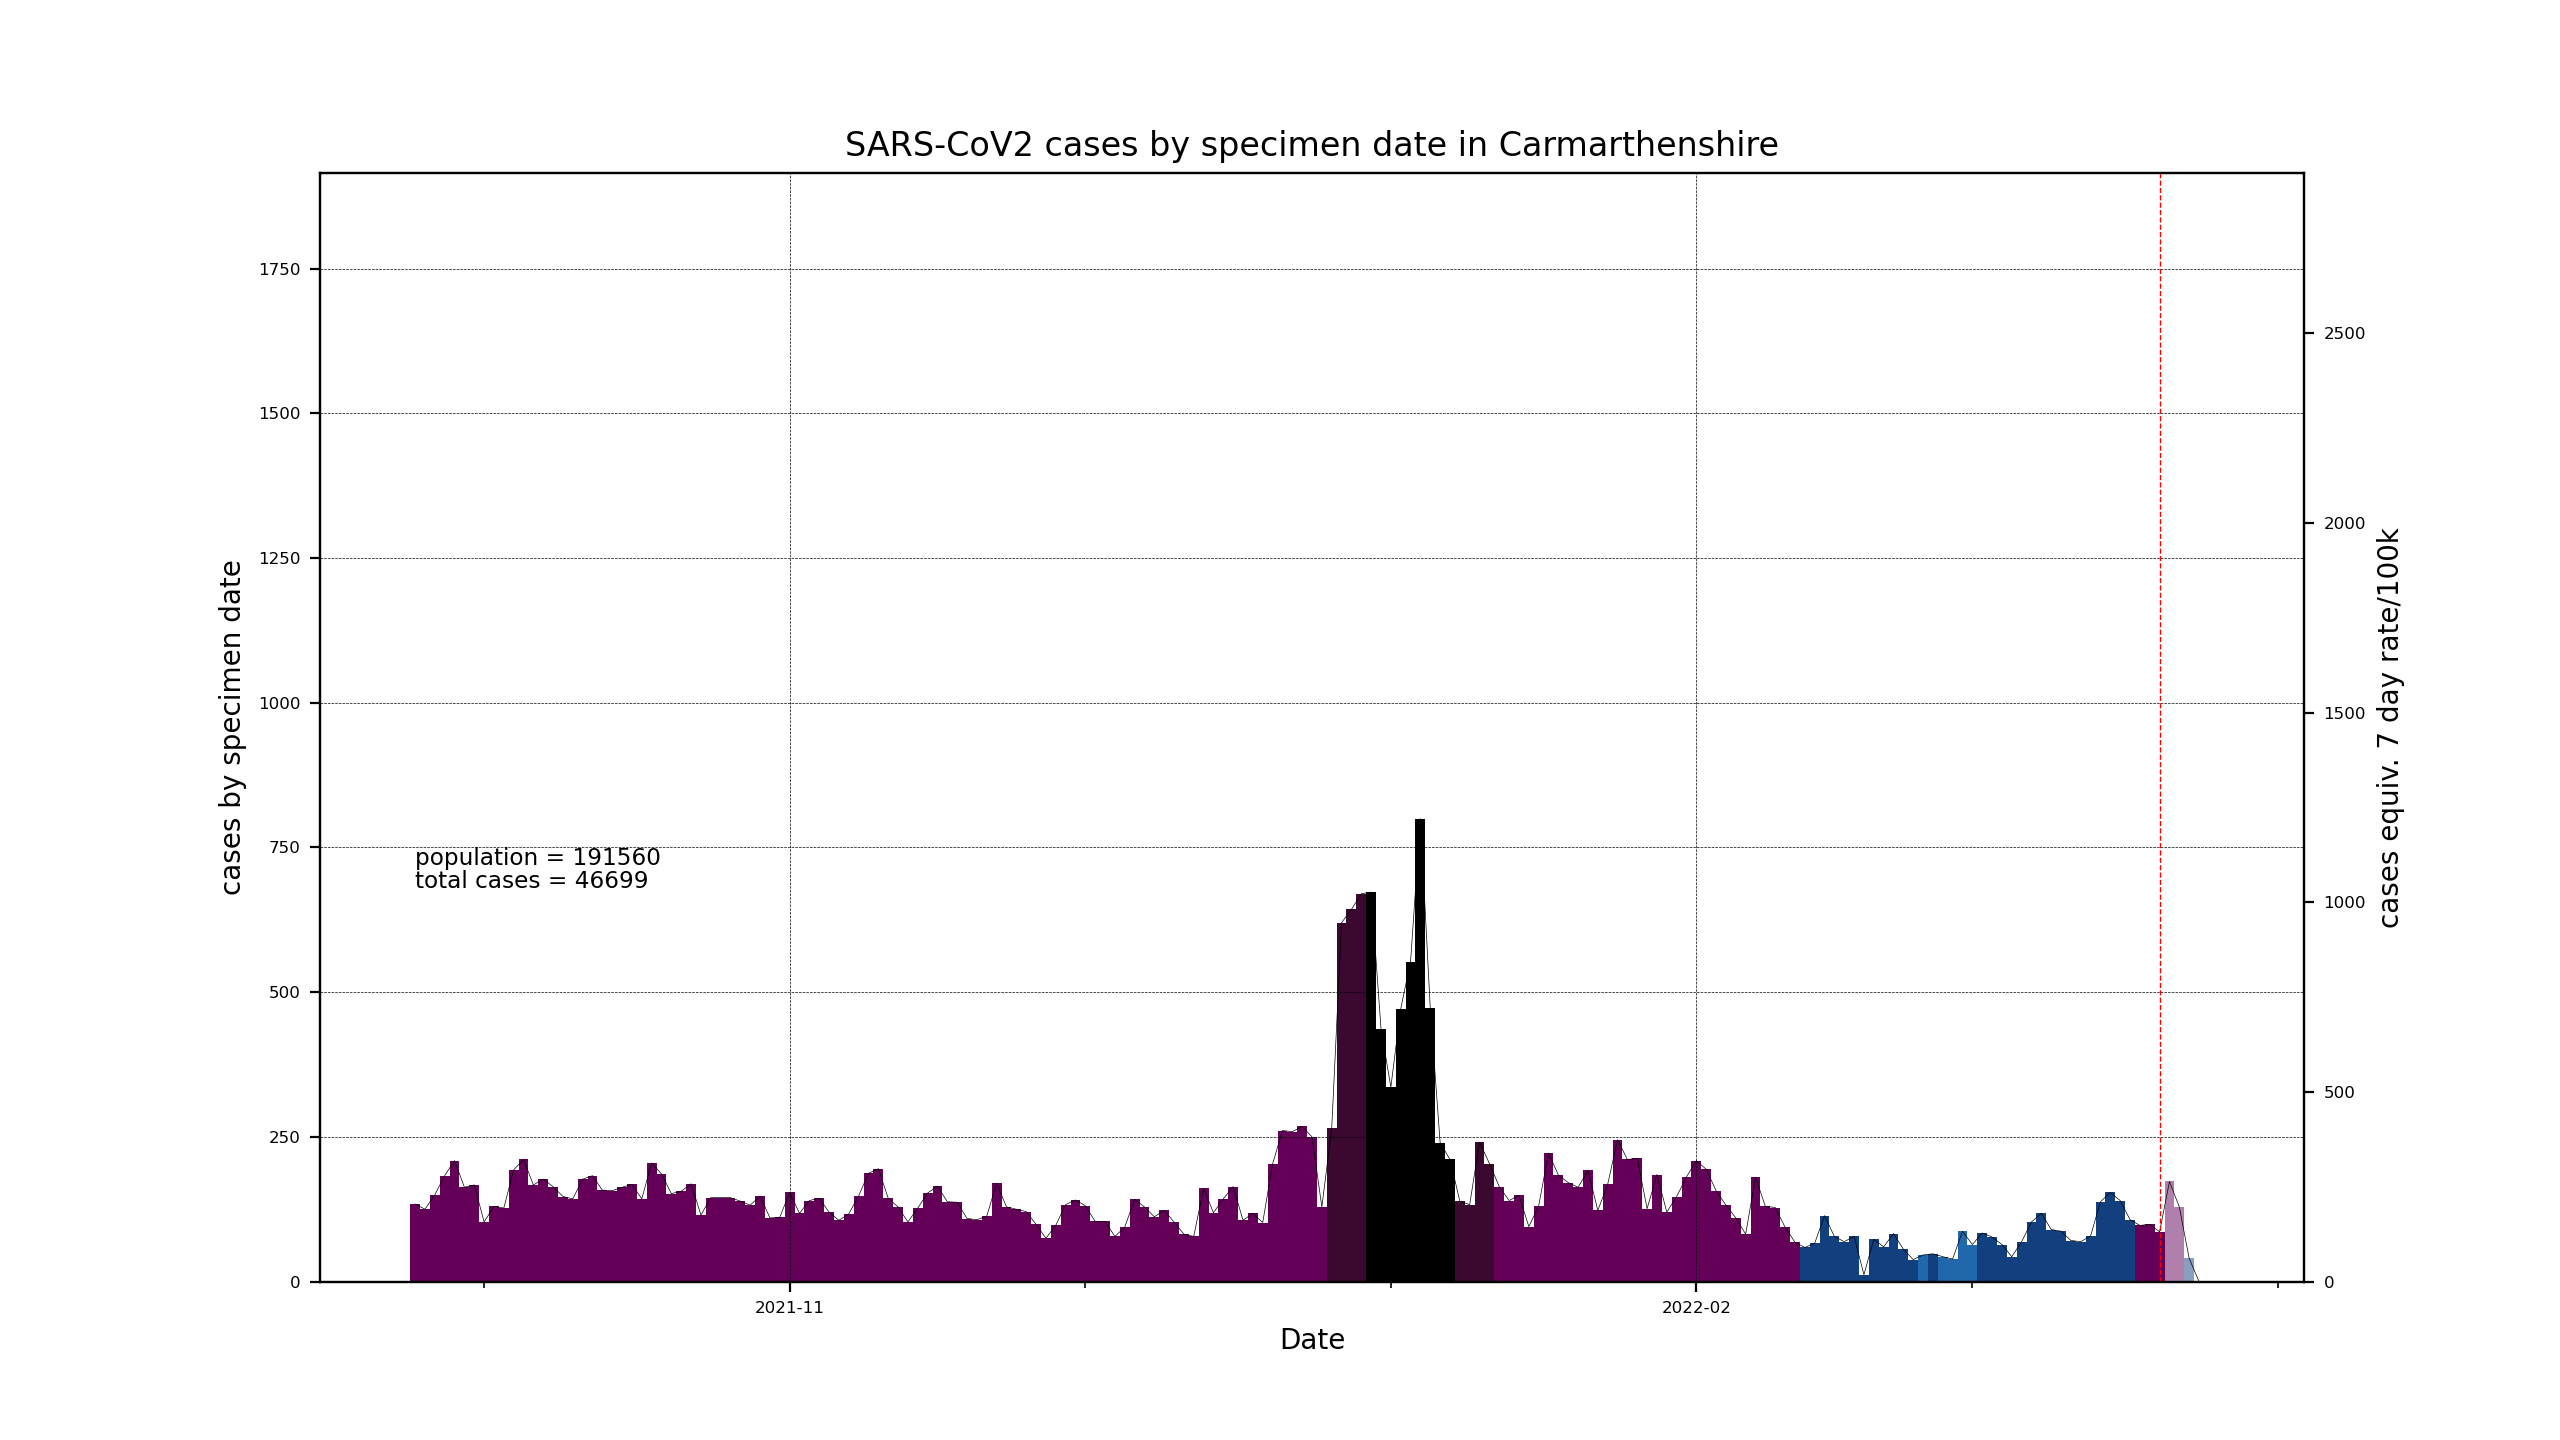 SARS-CoV2 cases by specimen date in Carmarthenshire
1750
1500
1250
1000
750
500
250
0
cases by specimen date
population = 191560
total cases = 46699
2500
2000
1500
1000
500
0
cases equiv. 7 day rate/100k
2021-11
2022-02
Date